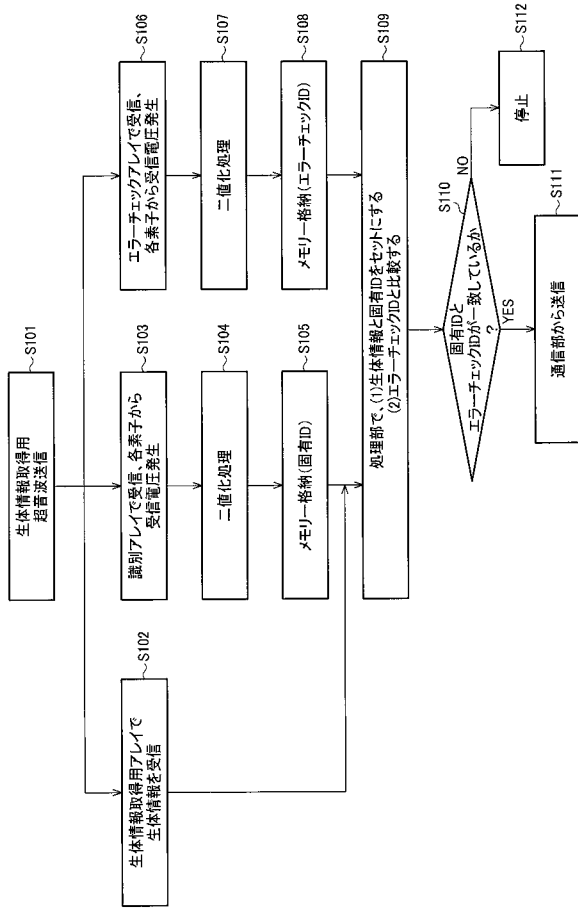 S101
生体情報取得用
超音波送信
S102
生体情報取得用アレイで
生体情報を受信
S103
識別アレイで受信、各素子から
受信電圧発生
S104
二値化処理
S105
メモリー格納(固有ID)
S106
エラーチェックアレイで受信、
各素子から受信電圧発生
S107
二値化処理
S108
メモリー格納(エラーチェックID)
S109
処理部で、(1)生体情報と固有IDをセットにする
(2)エラーチェックIDと比較する
S110
固有IDと
エラーチェックIDが一致しているか
?
YES
NO
S111
通信部から送信
S112
停止